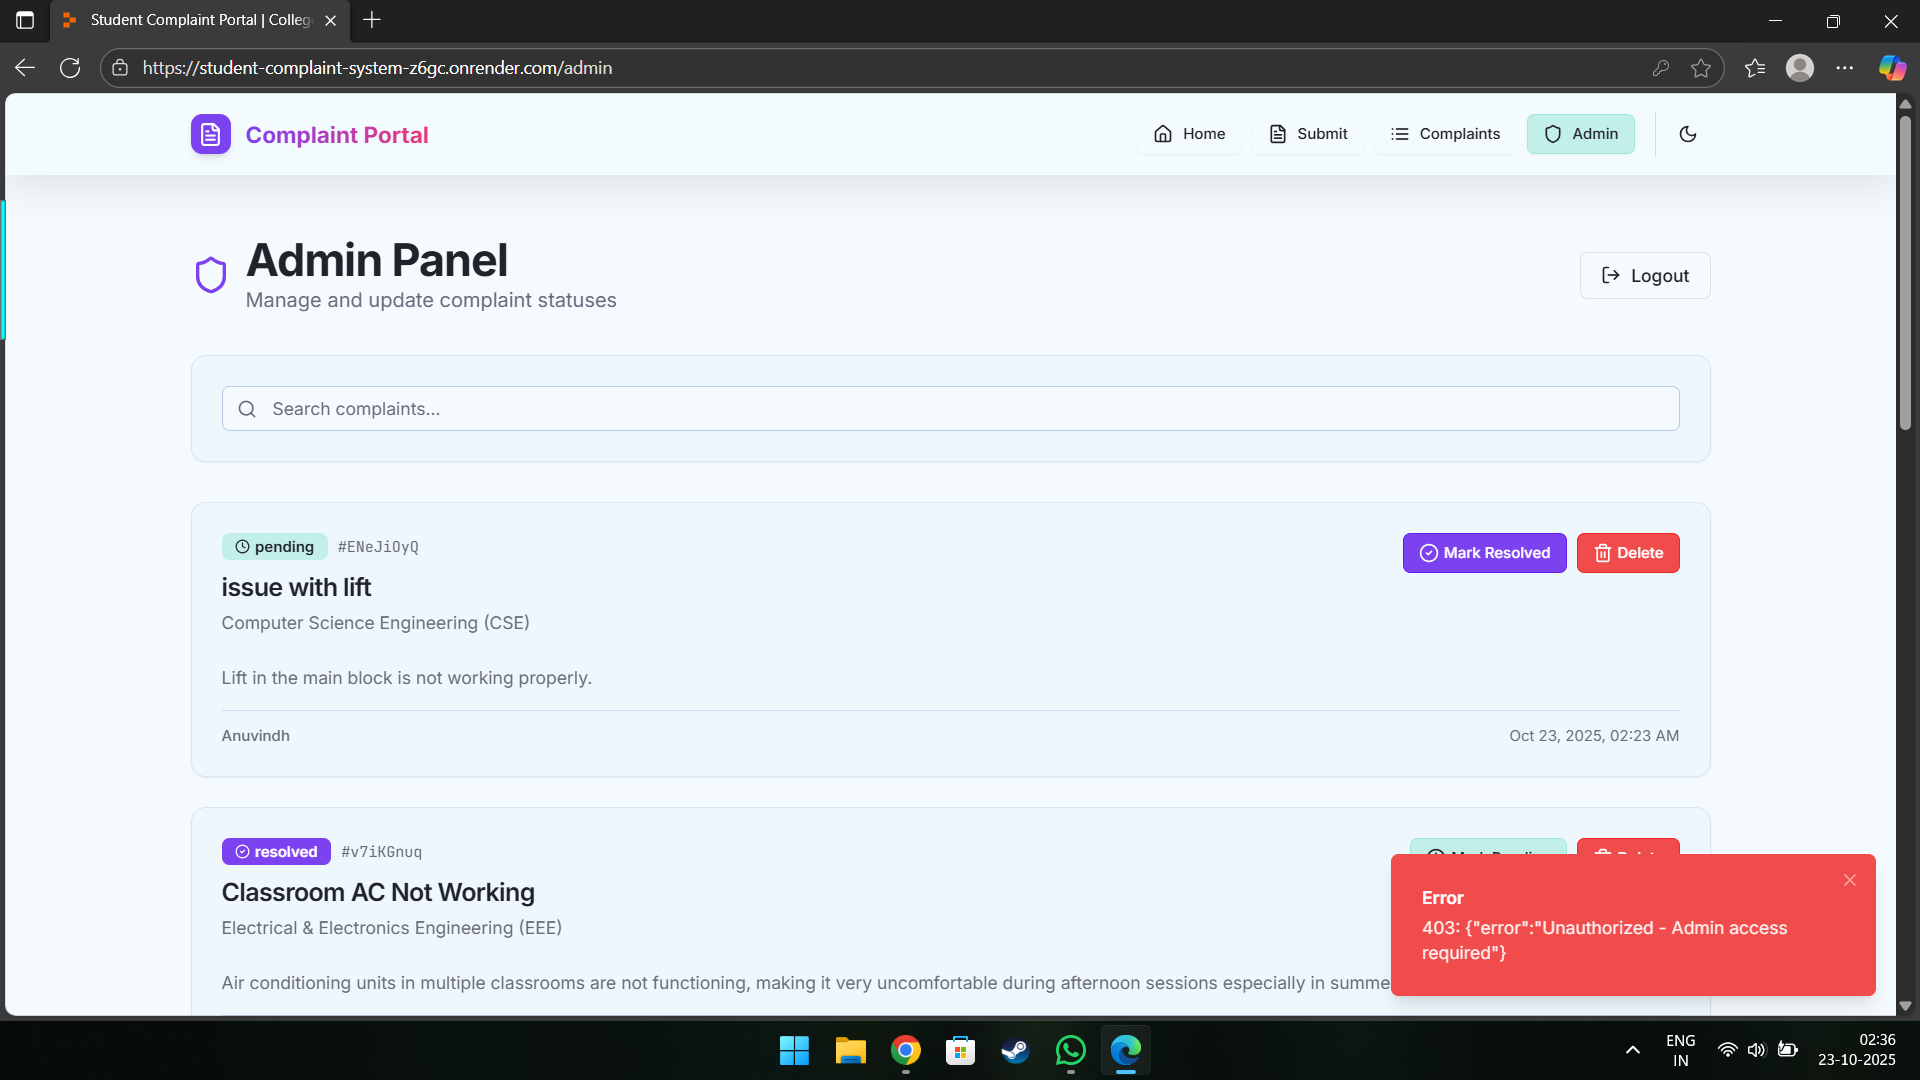 Student Complaint Portal | Colleg
https://student-complaint-system-z6gc.onrender.com/admin
Complaint Portal
Home
Submit
Complaints
Admin
Admin Panel
Manage and update complaint statuses
Logout
Search complaints...
pending #ENeJiOyQ
Mark Resolved
Delete
issue with lift
Computer Science Engineering (CSE)
Lift in the main block is not working properly.
Anuvindh
Oct 23, 2025, 02:23 AM
resolved #v7iKGnuq
Classroom AC Not Working
Electrical & Electronics Engineering (EEE)
Air conditioning units in multiple classrooms are not functioning, making it very uncomfortable during afternoon sessions especially in summe
Error
403: {"error":"Unauthorized - Admin access
required"}
ENG
IN
02:36
23-10-2025